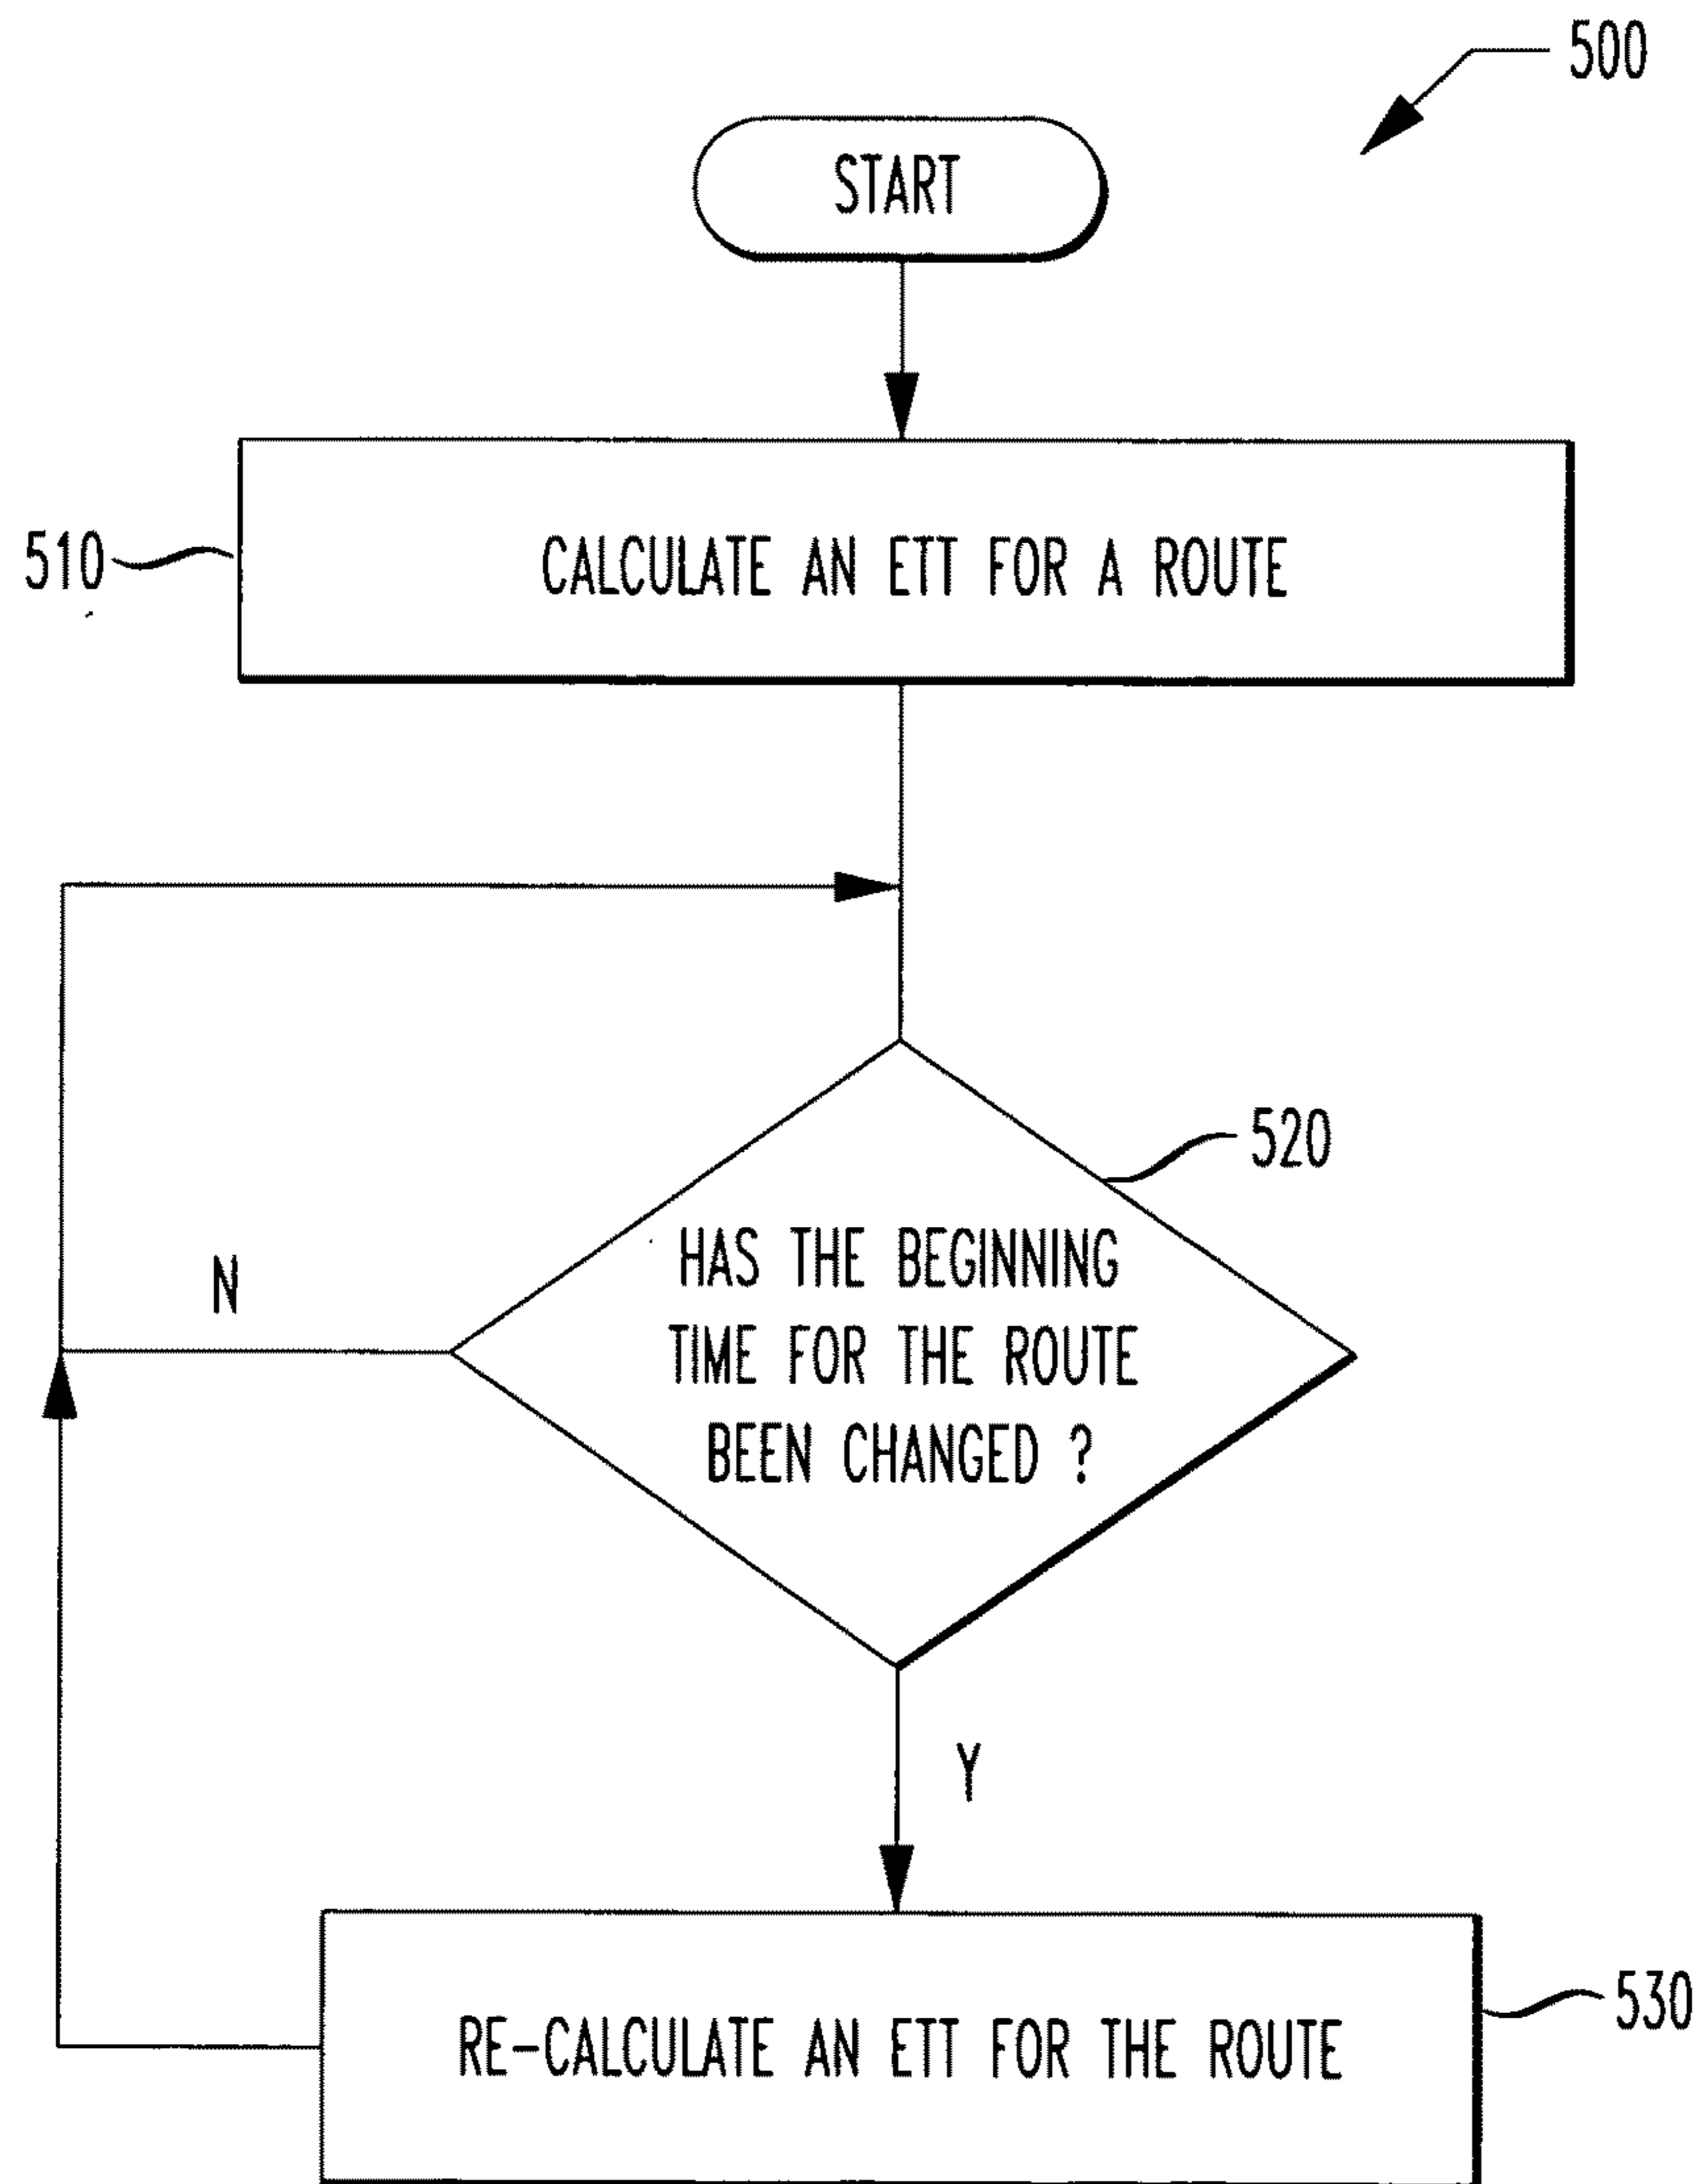 500
START
510
CALCULATE AN ETT FOR A ROUTE
520
HAS THE BEGINNING
TIME FOR THE ROUTE
BEEN CHANGED ?
N
Y
530
RE-CALCULATE AN ETT FOR THE ROUTE